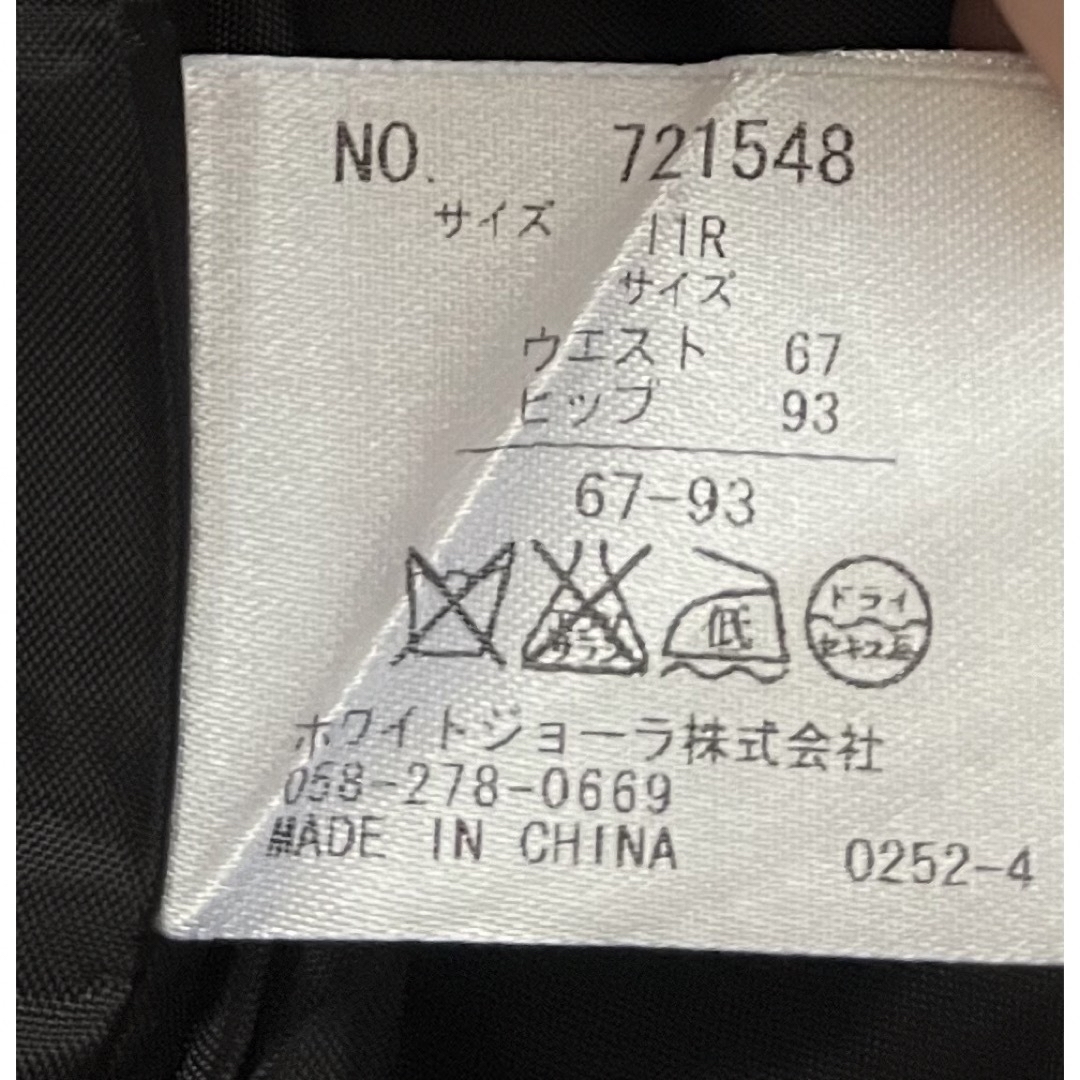 NO. 721548
サイズ 11R
サイズ
ウエスト 67
ヒップ 93
67-93
低
ドライ
セキユ系
ホワイトジョーラ株式会社
058-278-0669
MADE IN CHINA 0252-4